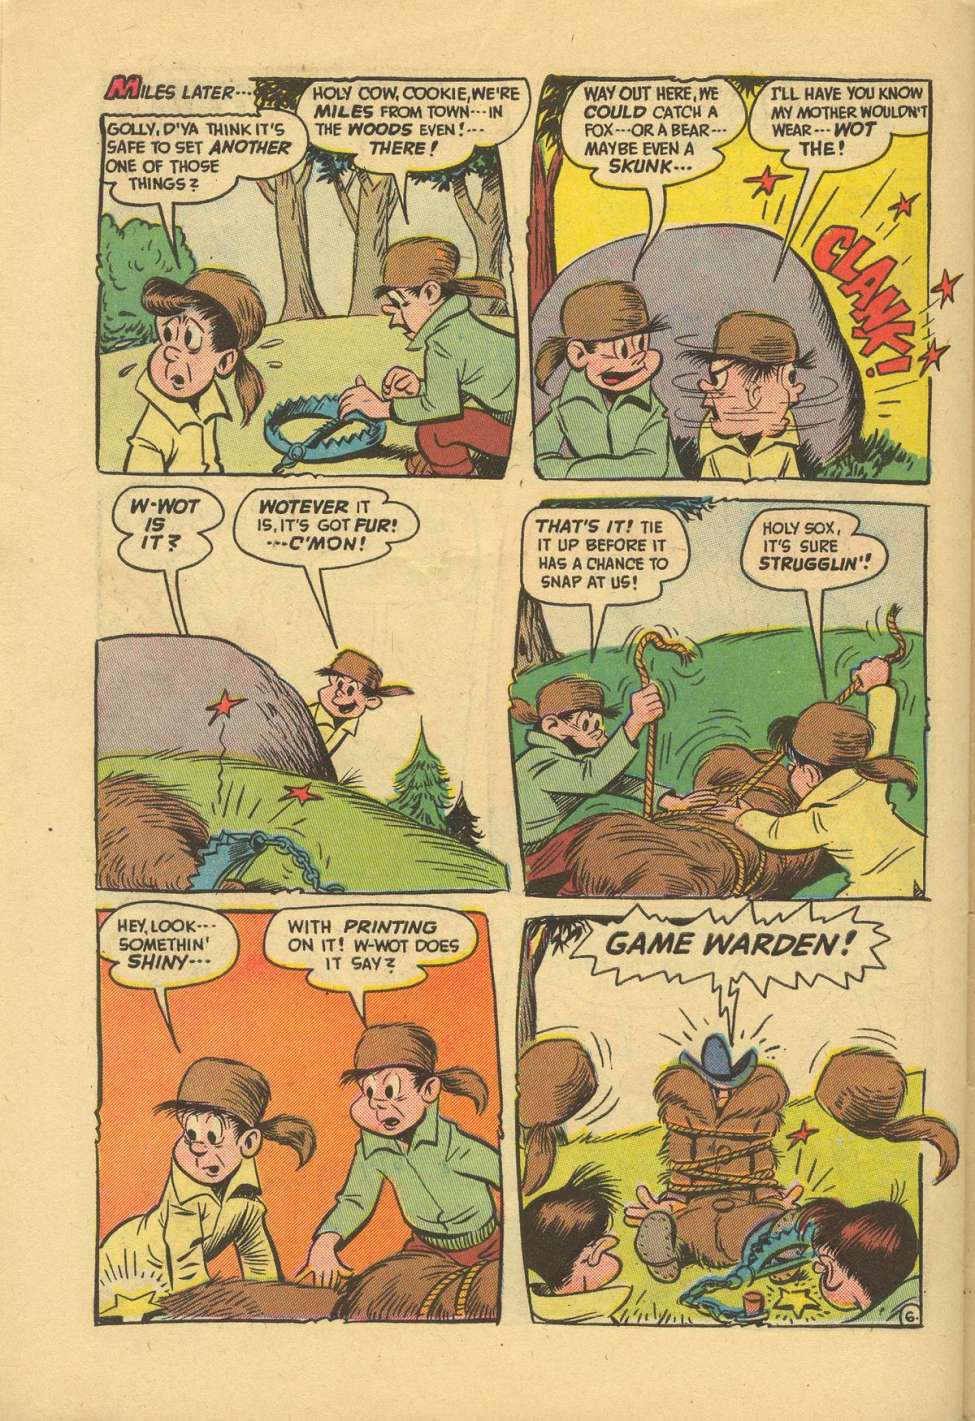 MILES LATER---
GOLLY, D'YA THINK IT'S
SAFE TO SET ANOTHER
ONE OF THOSE
THINGS?
HOLY COW, COOKIE, WE'RE
MILES FROM TOWN---IN
THE WOODS EVEN!---
THERE!
WAY OUT HERE, WE
COULD CATCH A
FOX---OR A BEAR---
MAYBE EVEN A
SKUNK---
I'LL HAVE YOU KNOW
MY MOTHER WOULDN'T
WEAR---WOT
THE!
CLANK!
W-WOT
IS
IT?
WOTEVER IT
IS, IT'S GOT FUR!
---C'MON!
THAT'S IT! TIE
IT UP BEFORE IT
HAS A CHANCE TO
SNAP AT US!
HOLY SOX,
IT'S SURE
STRUGGLIN'!
HEY, LOOK---
SOMETHIN'
SHINY---
WITH PRINTING
ON IT! W-WOT DOES
IT SAY?
GAME WARDEN!
6.